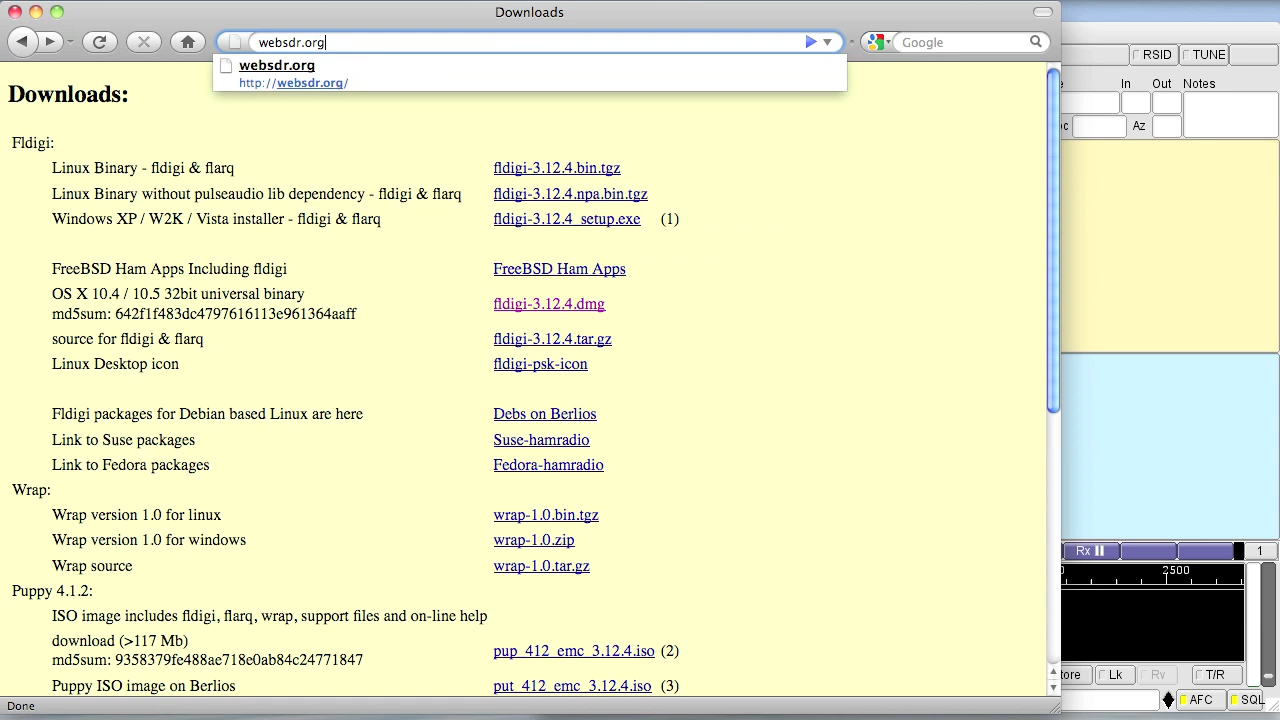 Downloads
websdr.org
Google
websdr.org
http://websdr.org/
RSID
TUNE
In
Out
Notes
Az
Downloads:
Fldigi:
Linux Binary - fldigi & flarq fldigi-3.12.4.bin.tgz
Linux Binary without pulseaudio lib dependency - fldigi & flarq fldigi-3.12.4.npa.bin.tgz
Windows XP / W2K / Vista installer - fldigi & flarq fldigi-3.12.4_setup.exe (1)
FreeBSD Ham Apps Including fldigi FreeBSD Ham Apps
OS X 10.4 / 10.5 32bit universal binary
md5sum: 642f1f483dc4797616113e961364aaff fldigi-3.12.4.dmg
source for fldigi & flarq fldigi-3.12.4.tar.gz
Linux Desktop icon fldigi-psk-icon
Fldigi packages for Debian based Linux are here Debs on Berlios
Link to Suse packages Suse-hamradio
Link to Fedora packages Fedora-hamradio
Wrap:
Wrap version 1.0 for linux wrap-1.0.bin.tgz
Wrap version 1.0 for windows wrap-1.0.zip
Wrap source wrap-1.0.tar.gz
Puppy 4.1.2:
ISO image includes fldigi, flarq, wrap, support files and on-line help
download (>117 Mb)
md5sum: 9358379fe488ae718e0ab84c24771847 pup_412_emc_3.12.4.iso (2)
Puppy ISO image on Berlios put_412_emc_3.12.4.iso (3)
Rx
1
2500
Lk
Rv
T/R
AFC
SQL
Done